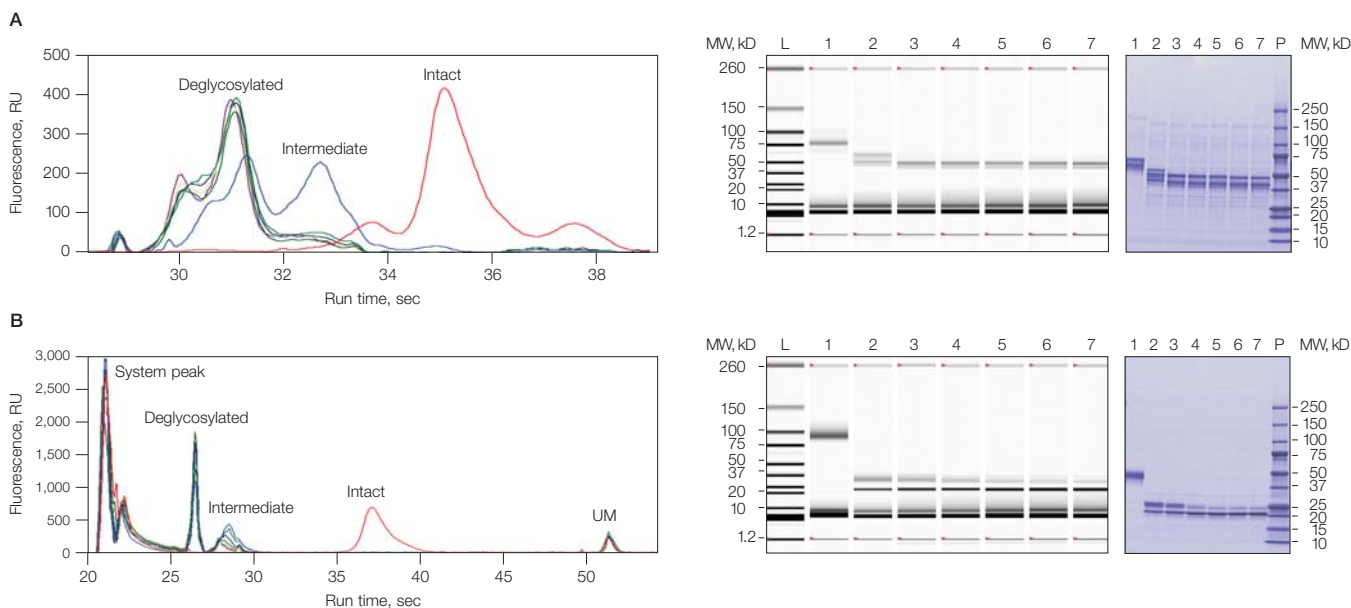 A
500
400
300
200
100
0
Fluorescence, RU
Deglycosylated
Intermediate
Intact
30 32 34 36 38
Run time, sec
MW, kD L 1 2 3 4 5 6 7
260
150
100
75
50
37
20
10
1.2
1 2 3 4 5 6 7 P MW, kD
250
150
100
75
50
37
25
20
15
10
B
3,000
2,500
2,000
1,500
1,000
500
0
Fluorescence, RU
System peak
Deglycosylated
Intermediate
Intact
UM
20 25 30 35 40 45 50
Run time, sec
MW, kD L 1 2 3 4 5 6 7
260
150
100
75
50
37
20
10
1.2
1 2 3 4 5 6 7 P MW, kD
250
150
100
75
50
37
25
20
15
10